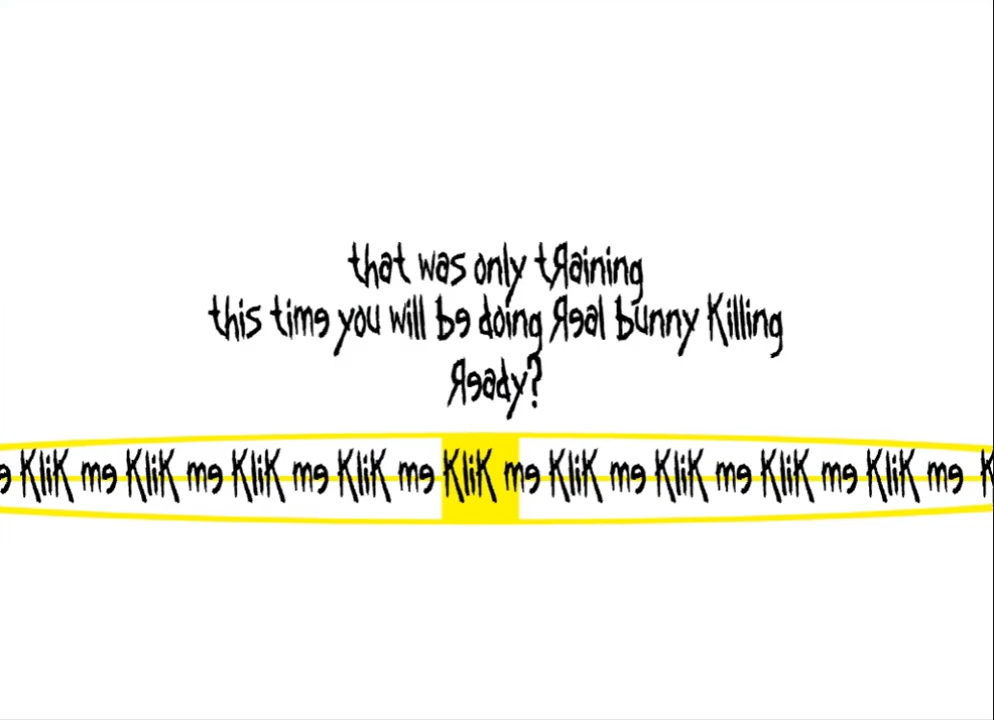 that was only tRaining
this time you will be doing Real bunny Killing
Ready?
e KliK me KliK me KliK me KliK me KliK me KliK me KliK me KliK me KliK me K